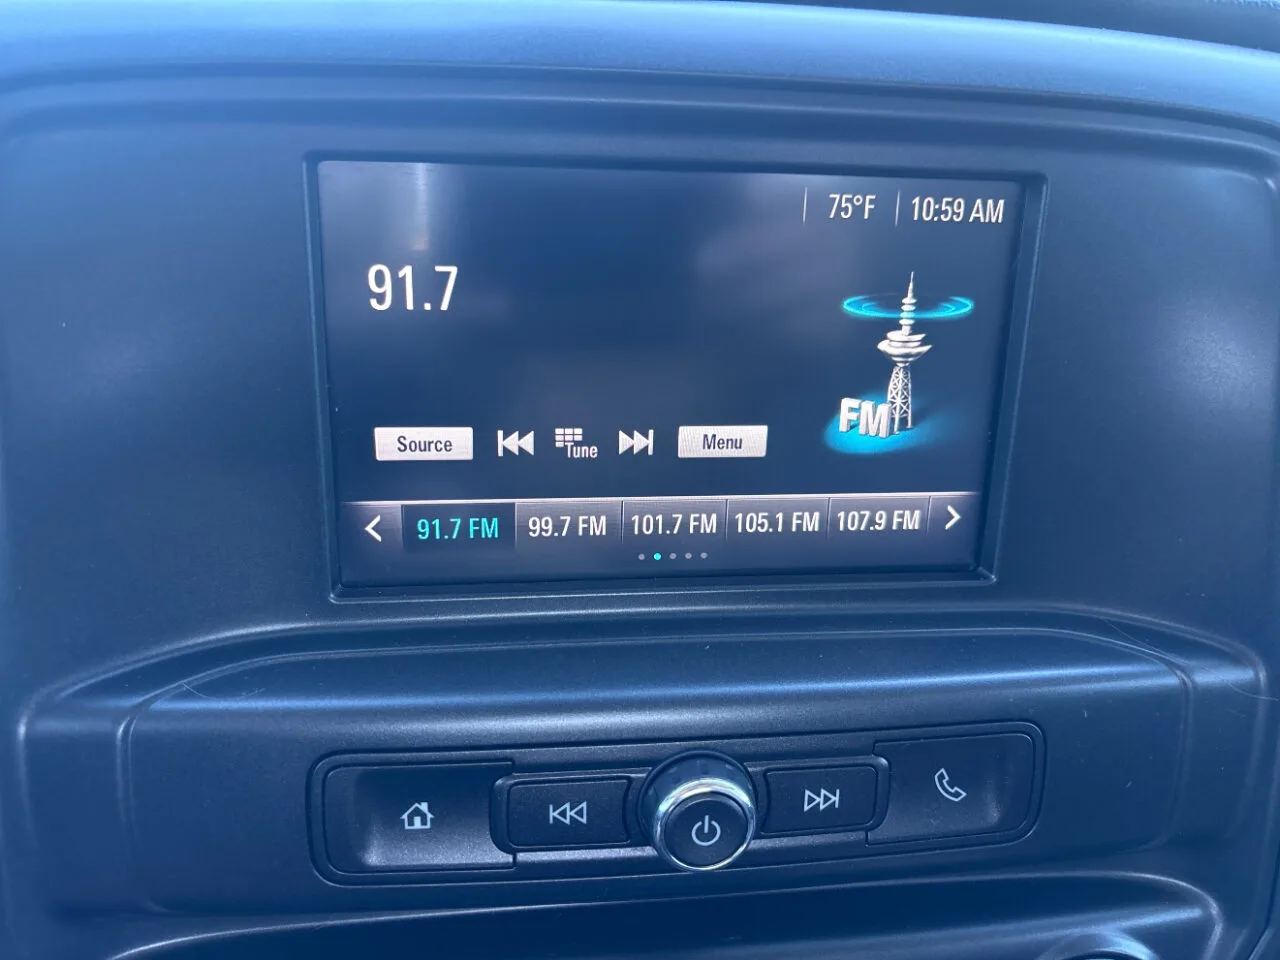 75°F 10:59 AM
91.7
FM
Source Tune Menu
91.7 FM 99.7 FM 101.7 FM 105.1 FM 107.9 FM